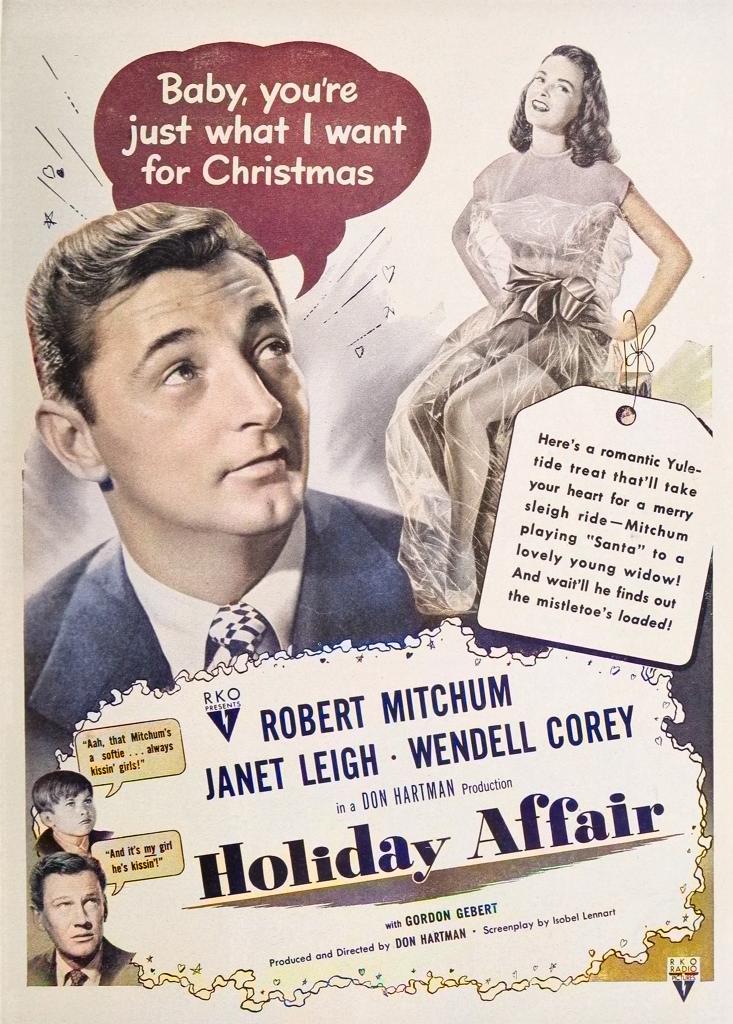 Baby, you're
just what I want
for Christmas
Here's a romantic Yule-
tide treat that'll take
your heart for a merry
sleigh ride—Mitchum
playing "Santa" to a
lovely young widow!
And wait'll he finds out
the mistletoe's loaded!
RKO
PRESENTS
ROBERT MITCHUM
JANET LEIGH · WENDELL COREY
in a DON HARTMAN Production
Holiday Affair
"Aah, that Mitchum's
a softie . . . always
kissin' girls!"
"And it's my girl
he's kissin'!"
with GORDON GEBERT
Produced and Directed by DON HARTMAN · Screenplay by Isobel Lennart
RKO
RADIO
PICTURES